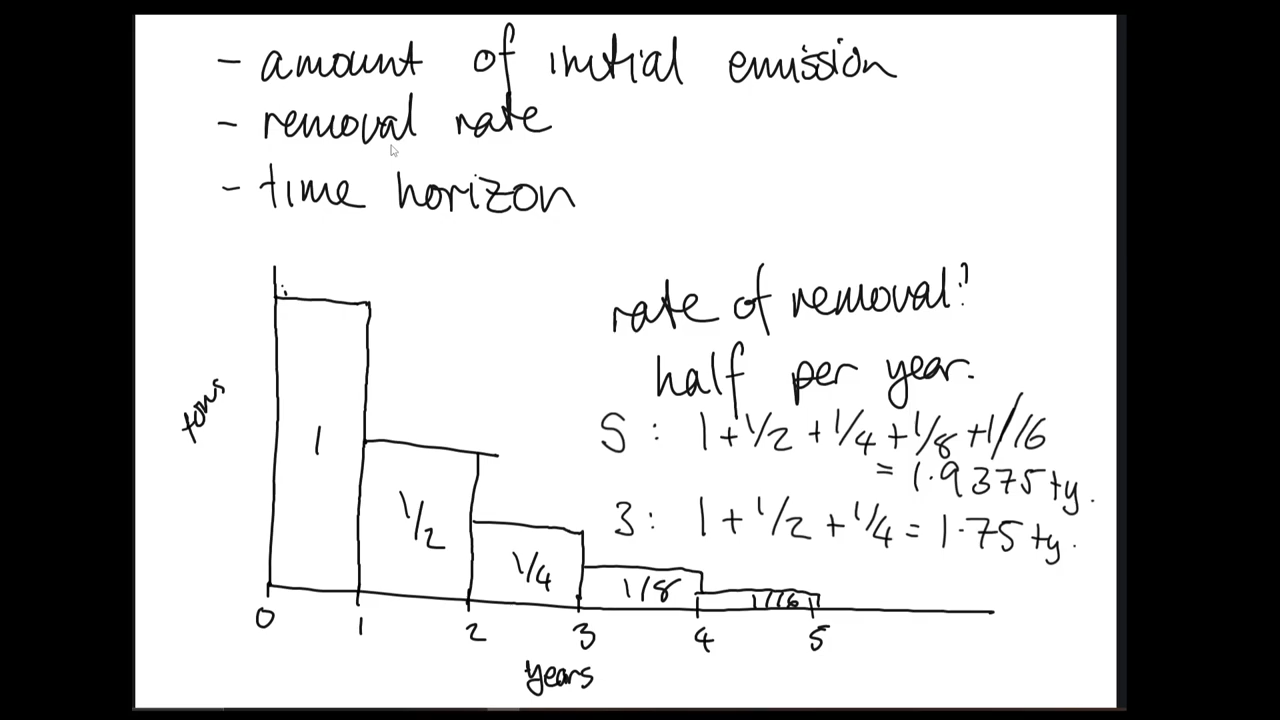 - amount of initial emission
- removal rate
- time horizon
rate of removal?
half per year.
5 : 1 + 1/2 + 1/4 + 1/8 + 1/16
= 1.9375 ty.
3 : 1 + 1/2 + 1/4 = 1.75 ty.
tons
1
1/2
1/4
1/8
1/16
0 1 2 3 4 5
years